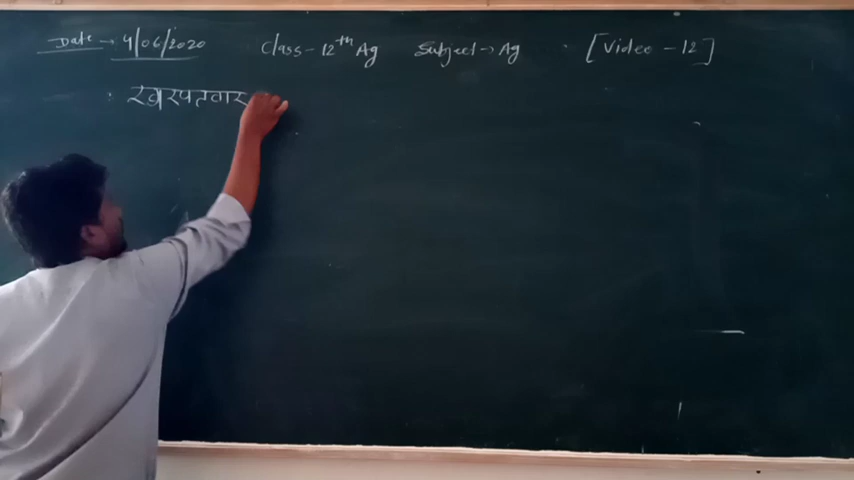 Date → 4/06/2020 Class - 12th Ag Subject → Ag [Video - 12]
खरपतवार